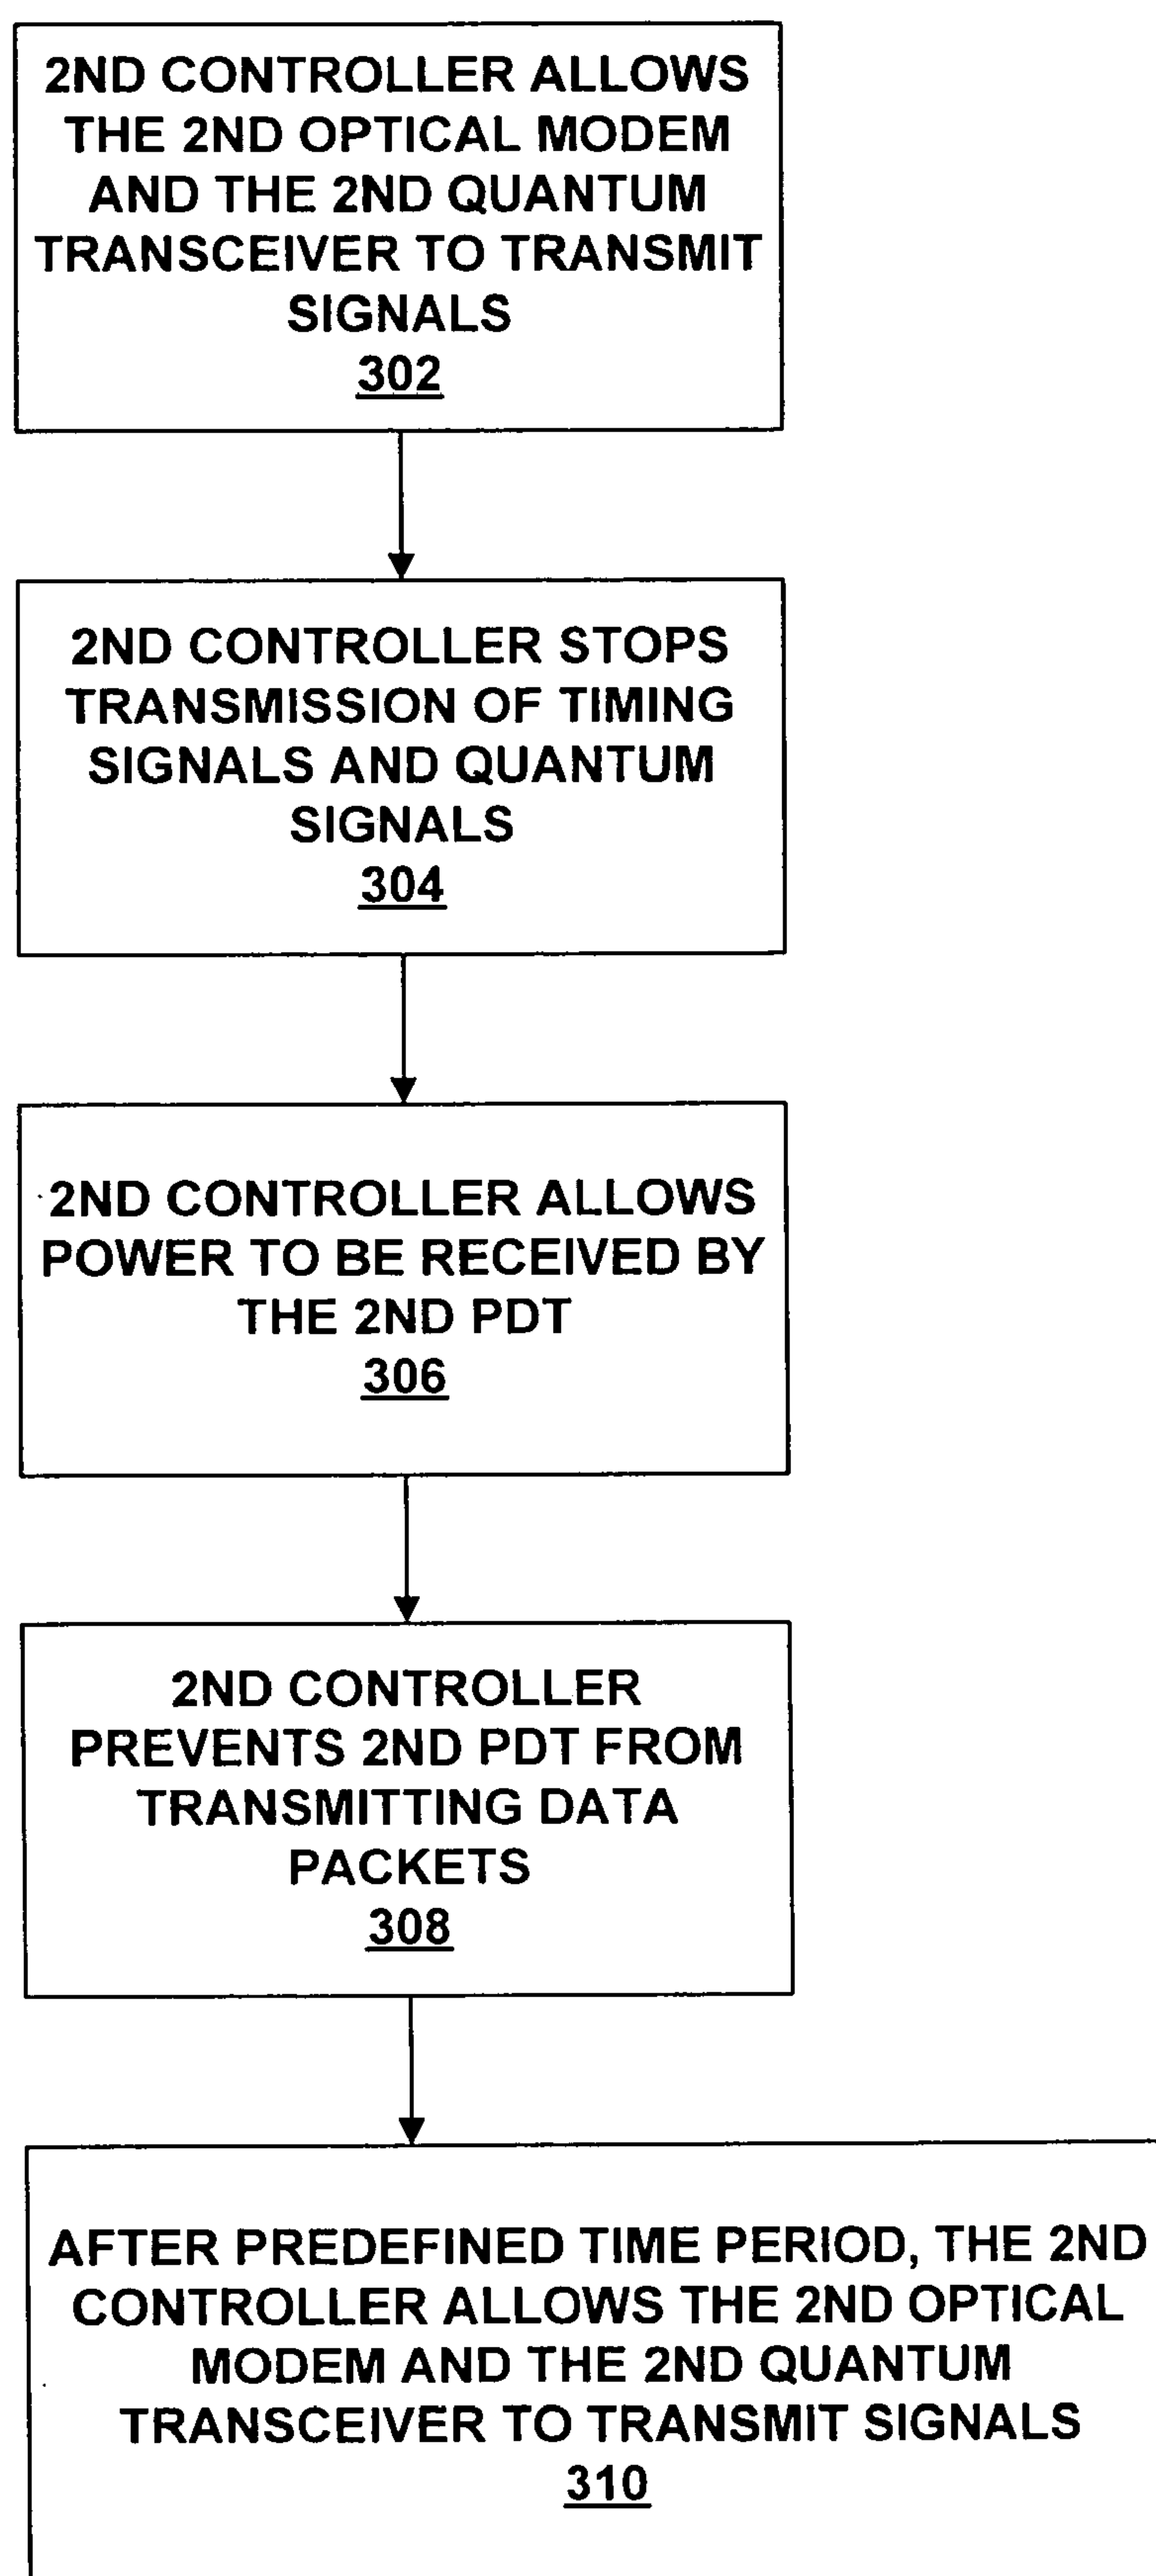 2ND CONTROLLER ALLOWS
THE 2ND OPTICAL MODEM
AND THE 2ND QUANTUM
TRANSCEIVER TO TRANSMIT
SIGNALS
302
2ND CONTROLLER STOPS
TRANSMISSION OF TIMING
SIGNALS AND QUANTUM
SIGNALS
304
2ND CONTROLLER ALLOWS
POWER TO BE RECEIVED BY
THE 2ND PDT
306
2ND CONTROLLER
PREVENTS 2ND PDT FROM
TRANSMITTING DATA
PACKETS
308
AFTER PREDEFINED TIME PERIOD, THE 2ND
CONTROLLER ALLOWS THE 2ND OPTICAL
MODEM AND THE 2ND QUANTUM
TRANSCEIVER TO TRANSMIT SIGNALS
310